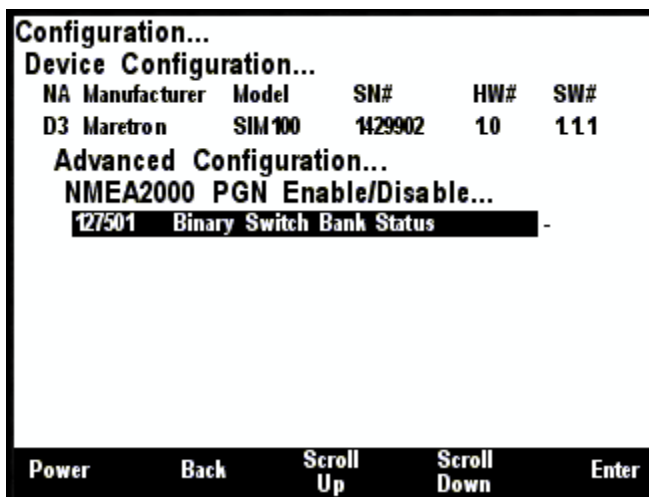 Configuration...
Device Configuration...
NA Manufacturer Model SN# HW# SW#
D3 Maretron SIM100 1429902 1.0 1.1.1
Advanced Configuration...
NMEA2000 PGN Enable/Disable...
127501 Binary Switch Bank Status -
Power Back Scroll Up Scroll Down Enter